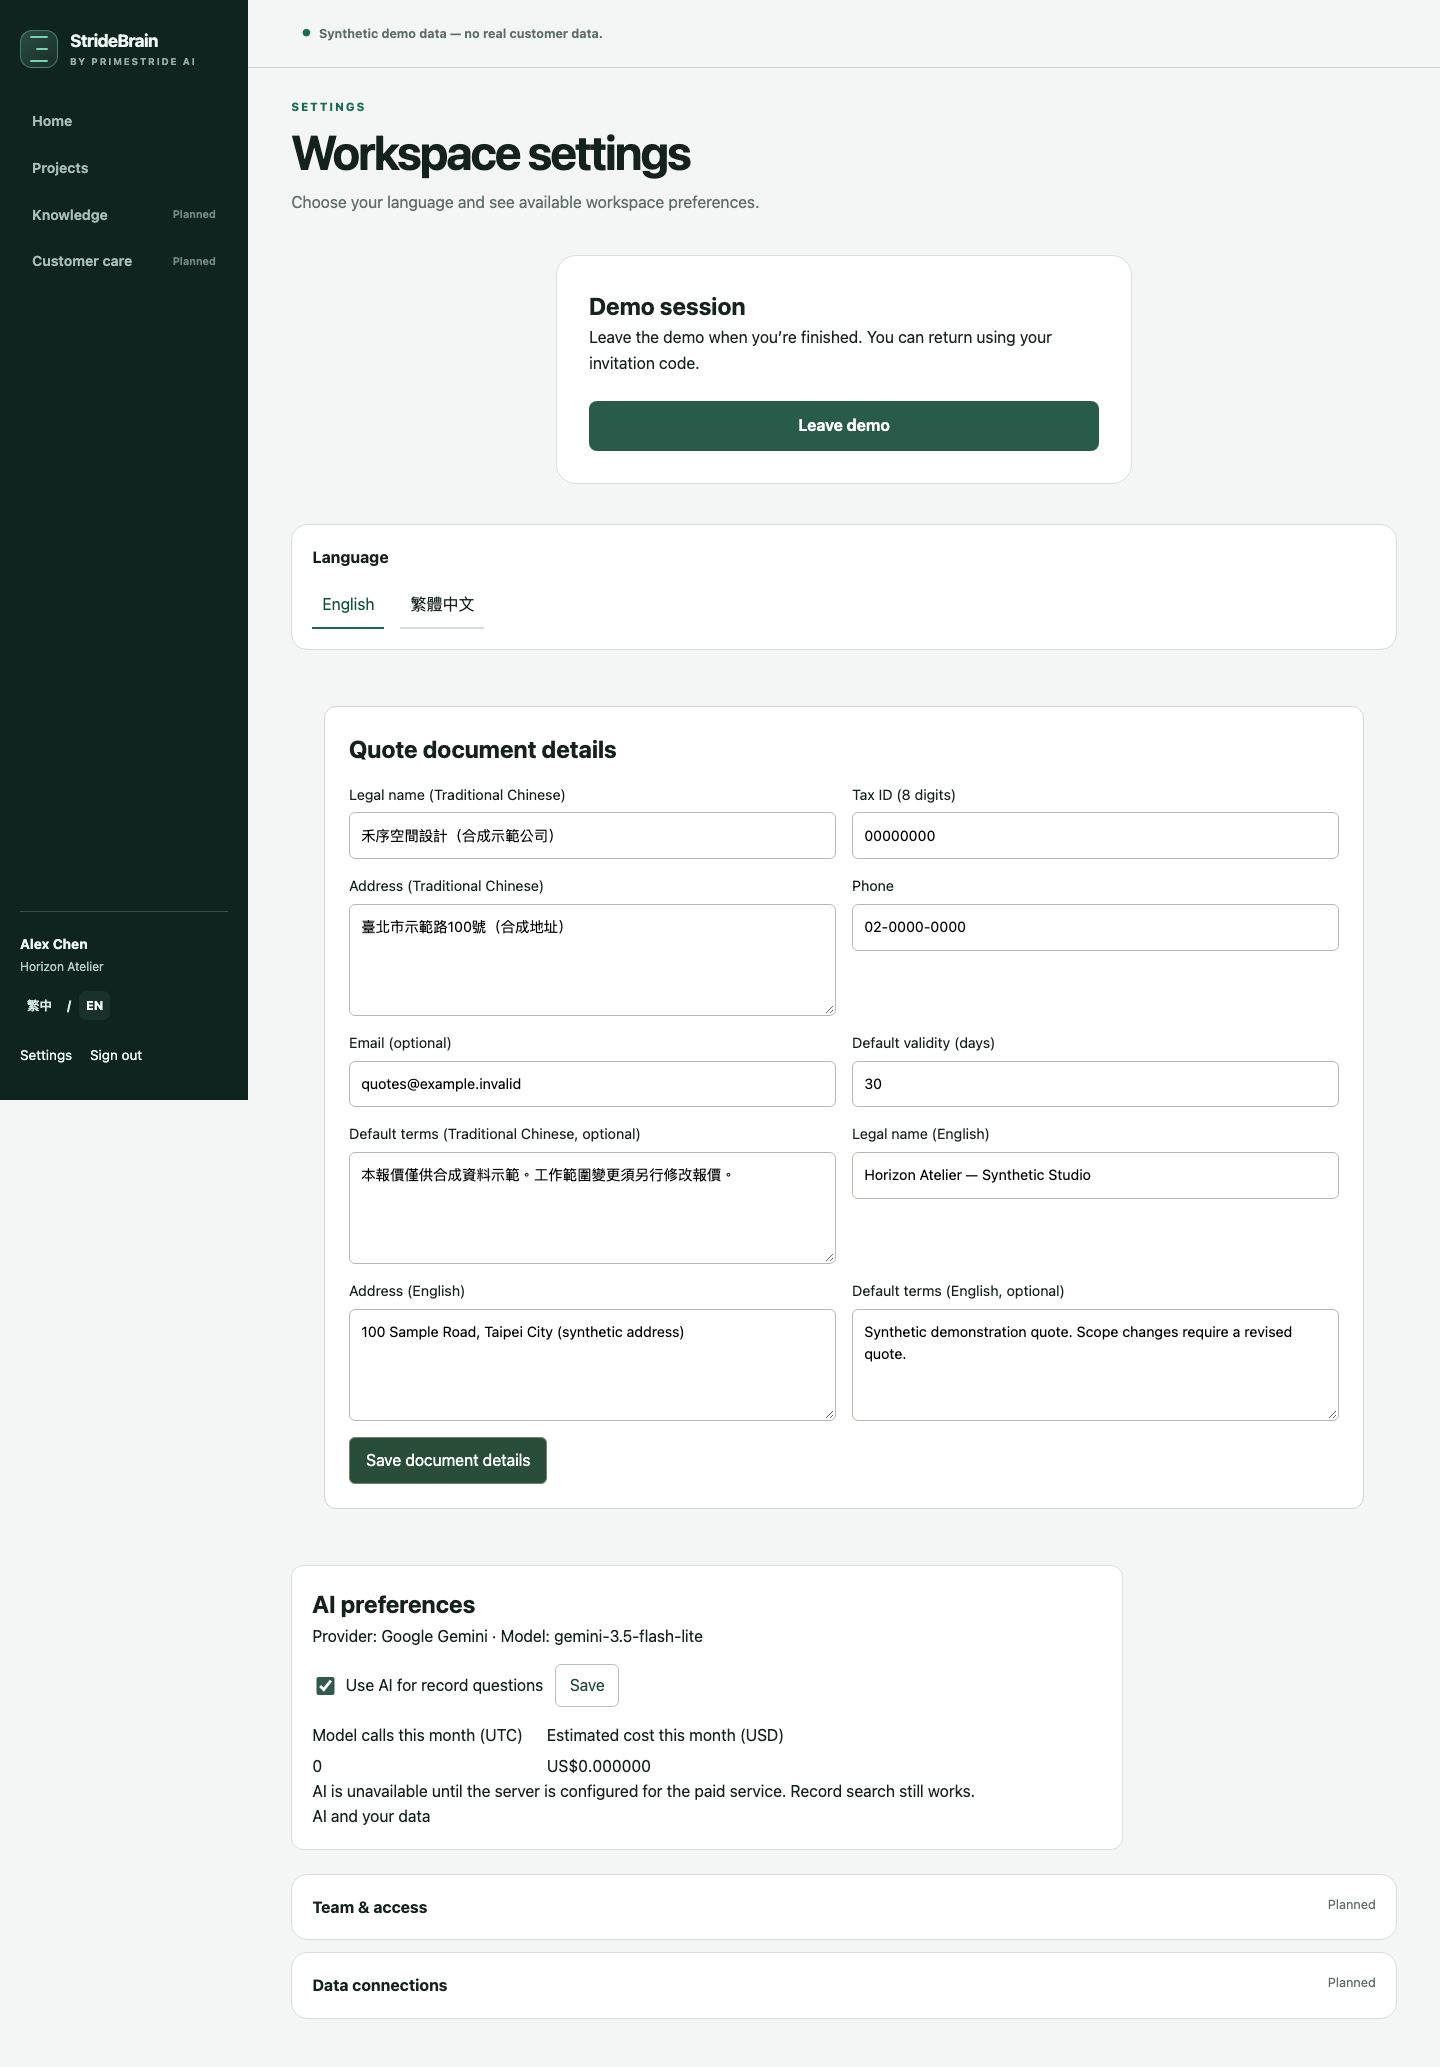 StrideBrain
BY PRIMESTRIDE AI
Home
Projects
Knowledge Planned
Customer care Planned
Alex Chen
Horizon Atelier
繁中 / EN
Settings Sign out
Synthetic demo data — no real customer data.
SETTINGS
Workspace settings
Choose your language and see available workspace preferences.
Demo session
Leave the demo when you’re finished. You can return using your
invitation code.
Leave demo
Language
English 繁體中文
Quote document details
Legal name (Traditional Chinese)
禾序空間設計（合成示範公司）
Tax ID (8 digits)
00000000
Address (Traditional Chinese)
臺北市示範路100號（合成地址）
Phone
02-0000-0000
Email (optional)
quotes@example.invalid
Default validity (days)
30
Default terms (Traditional Chinese, optional)
本報價僅供合成資料示範。工作範圍變更須另行修改報價。
Legal name (English)
Horizon Atelier — Synthetic Studio
Address (English)
100 Sample Road, Taipei City (synthetic address)
Default terms (English, optional)
Synthetic demonstration quote. Scope changes require a revised
quote.
Save document details
AI preferences
Provider: Google Gemini · Model: gemini-3.5-flash-lite
Use AI for record questions Save
Model calls this month (UTC) Estimated cost this month (USD)
0 US$0.000000
AI is unavailable until the server is configured for the paid service. Record search still works.
AI and your data
Team & access Planned
Data connections Planned